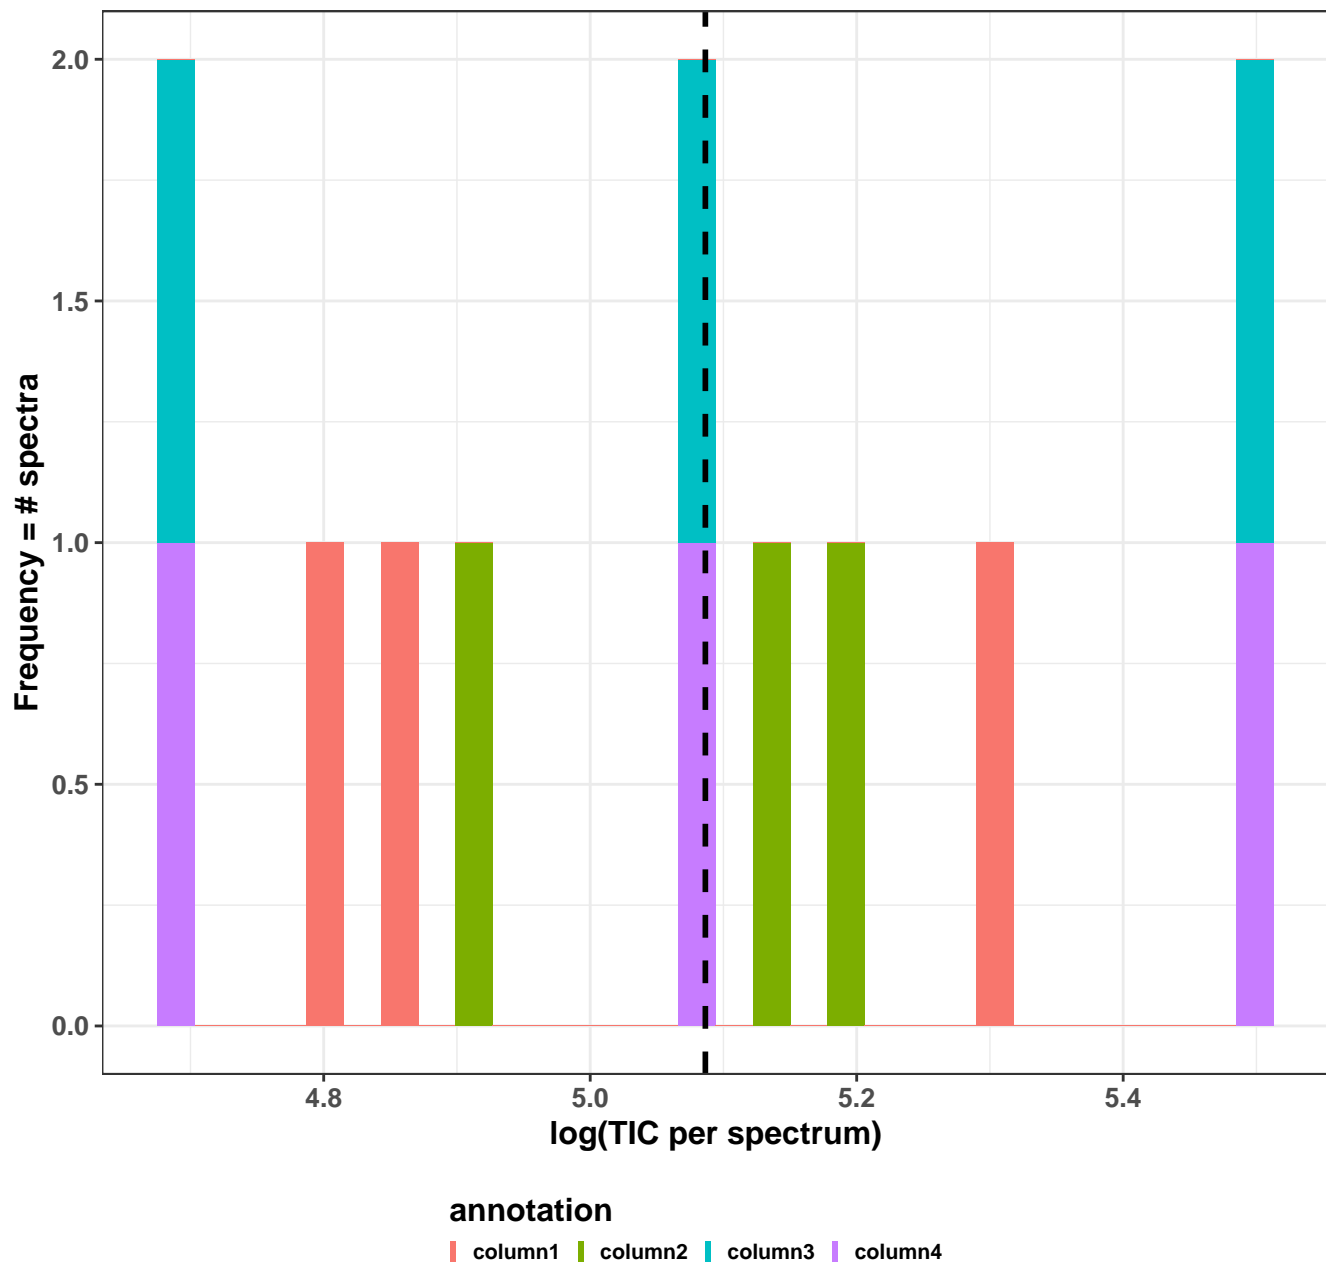 2.0
1.5
1.0
0.5
0.0
Frequency = # spectra
4.8 5.0 5.2 5.4
log(TIC per spectrum)
annotation
column1 column2 column3 column4